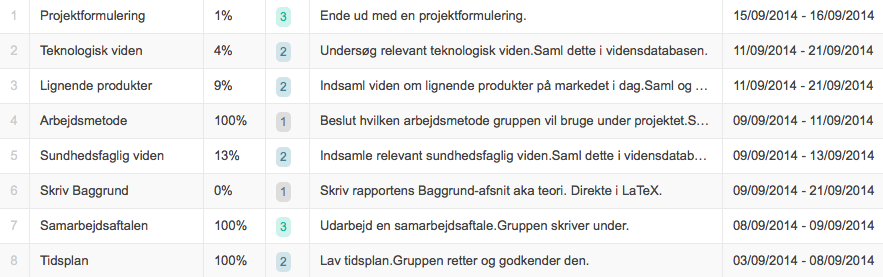 1 Projektformulering 1% 3 Ende ud med en projektformulering. 15/09/2014 - 16/09/2014
2 Teknologisk viden 4% 2 Undersøg relevant teknologisk viden.Saml dette i vidensdatabasen. 11/09/2014 - 21/09/2014
3 Lignende produkter 9% 2 Indsaml viden om lignende produkter på markedet i dag.Saml og ... 11/09/2014 - 21/09/2014
4 Arbejdsmetode 100% 1 Beslut hvilken arbejdsmetode gruppen vil bruge under projektet.S... 09/09/2014 - 11/09/2014
5 Sundhedsfaglig viden 13% 2 Indsamle relevant sundhedsfaglig viden.Saml dette i vidensdatab... 09/09/2014 - 13/09/2014
6 Skriv Baggrund 0% 1 Skriv rapportens Baggrund-afsnit aka teori. Direkte i LaTeX. 09/09/2014 - 21/09/2014
7 Samarbejdsaftalen 100% 3 Udarbejd en samarbejdsaftale.Gruppen skriver under. 08/09/2014 - 09/09/2014
8 Tidsplan 100% 2 Lav tidsplan.Gruppen retter og godkender den. 03/09/2014 - 08/09/2014